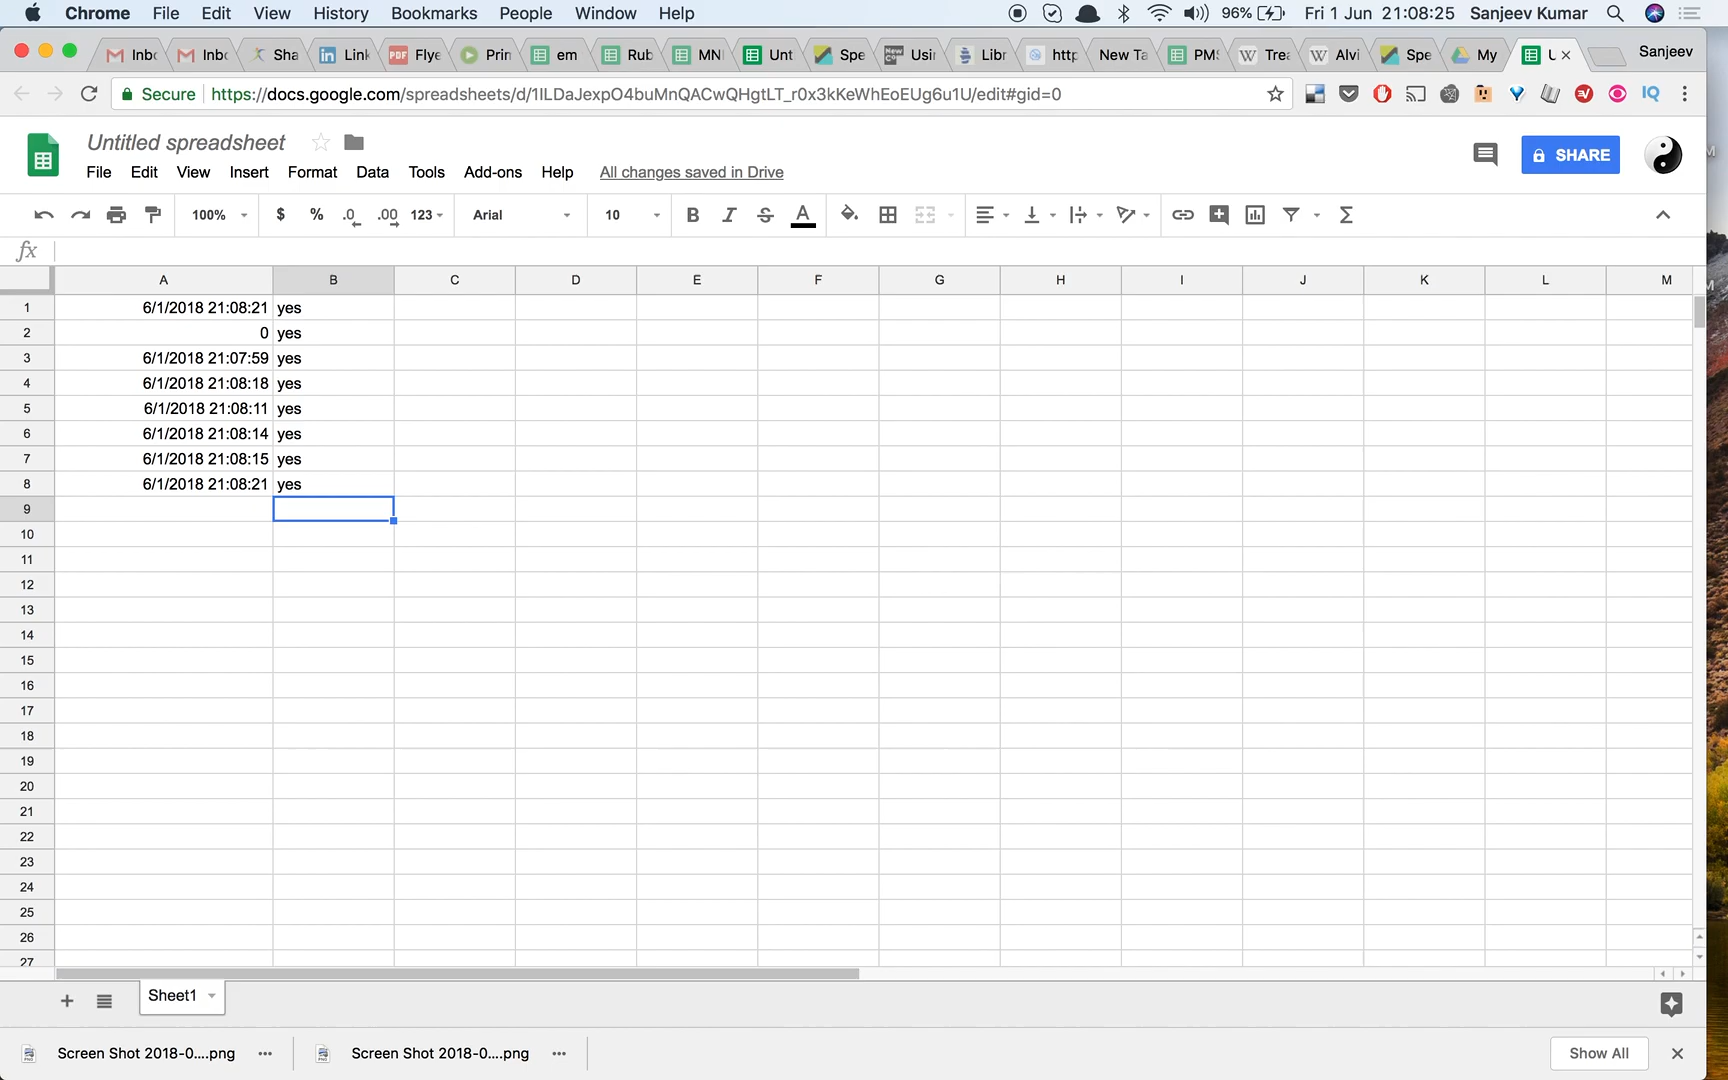 Chrome File Edit View History Bookmarks People Window Help 96% Fri 1 Jun 21:08:25 Sanjeev Kumar
Inbc Inbc Sha Link Flye Prin em Rub MNI Unt Spe Usin Libr http New Ta PMS Trea Alvi Spe My U Sanjeev
Secure https://docs.google.com/spreadsheets/d/1ILDaJexpO4buMnQACwQHgtLT_r0x3kKeWhEoEUg6u1U/edit#gid=0
Untitled spreadsheet
SHARE
File Edit View Insert Format Data Tools Add-ons Help All changes saved in Drive
100% $ % .0 .00 123 Arial 10 B I S A
fx
A B C D E F G H I J K L M
1 6/1/2018 21:08:21 yes
2 0 yes
3 6/1/2018 21:07:59 yes
4 6/1/2018 21:08:18 yes
5 6/1/2018 21:08:11 yes
6 6/1/2018 21:08:14 yes
7 6/1/2018 21:08:15 yes
8 6/1/2018 21:08:21 yes
9
10
11
12
13
14
15
16
17
18
19
20
21
22
23
24
25
26
27
+ Sheet1
Screen Shot 2018-0....png Screen Shot 2018-0....png Show All